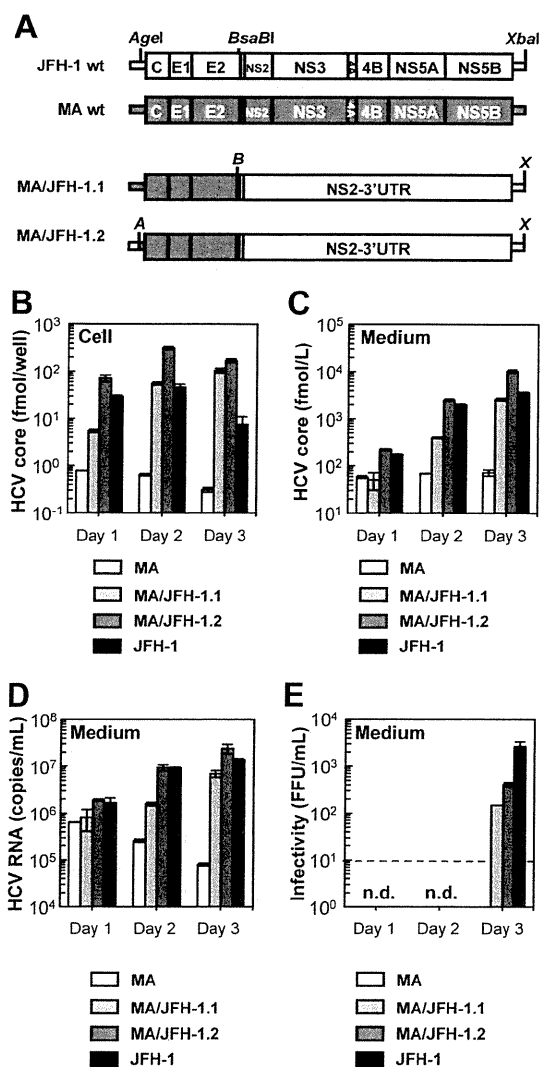 A
AgeI BsaBI XbaI
JFH-1 wt C E1 E2 NS2 NS3 4B NS5A NS5B
MA wt C E1 E2 NS2 NS3 4B NS5A NS5B
B X
MA/JFH-1.1 NS2-3'UTR
A X
MA/JFH-1.2 NS2-3'UTR
B
Cell
HCV core (fmol/well)
10³
10²
10¹
10⁰
10⁻¹
Day 1 Day 2 Day 3
MA
MA/JFH-1.1
MA/JFH-1.2
JFH-1
C
Medium
HCV core (fmol/L)
10⁵
10⁴
10³
10²
10¹
Day 1 Day 2 Day 3
MA
MA/JFH-1.1
MA/JFH-1.2
JFH-1
D
Medium
HCV RNA (copies/mL)
10⁸
10⁷
10⁶
10⁵
10⁴
Day 1 Day 2 Day 3
MA
MA/JFH-1.1
MA/JFH-1.2
JFH-1
E
Medium
Infectivity (FFU/mL)
10⁴
10³
10²
10¹
10⁰
n.d. n.d.
Day 1 Day 2 Day 3
MA
MA/JFH-1.1
MA/JFH-1.2
JFH-1